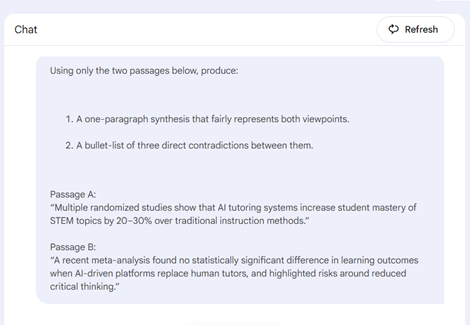 Chat
Refresh
Using only the two passages below, produce:
1. A one-paragraph synthesis that fairly represents both viewpoints.
2. A bullet-list of three direct contradictions between them.
Passage A:
“Multiple randomized studies show that AI tutoring systems increase student mastery of
STEM topics by 20–30% over traditional instruction methods.”
Passage B:
“A recent meta-analysis found no statistically significant difference in learning outcomes
when AI-driven platforms replace human tutors, and highlighted risks around reduced
critical thinking.”